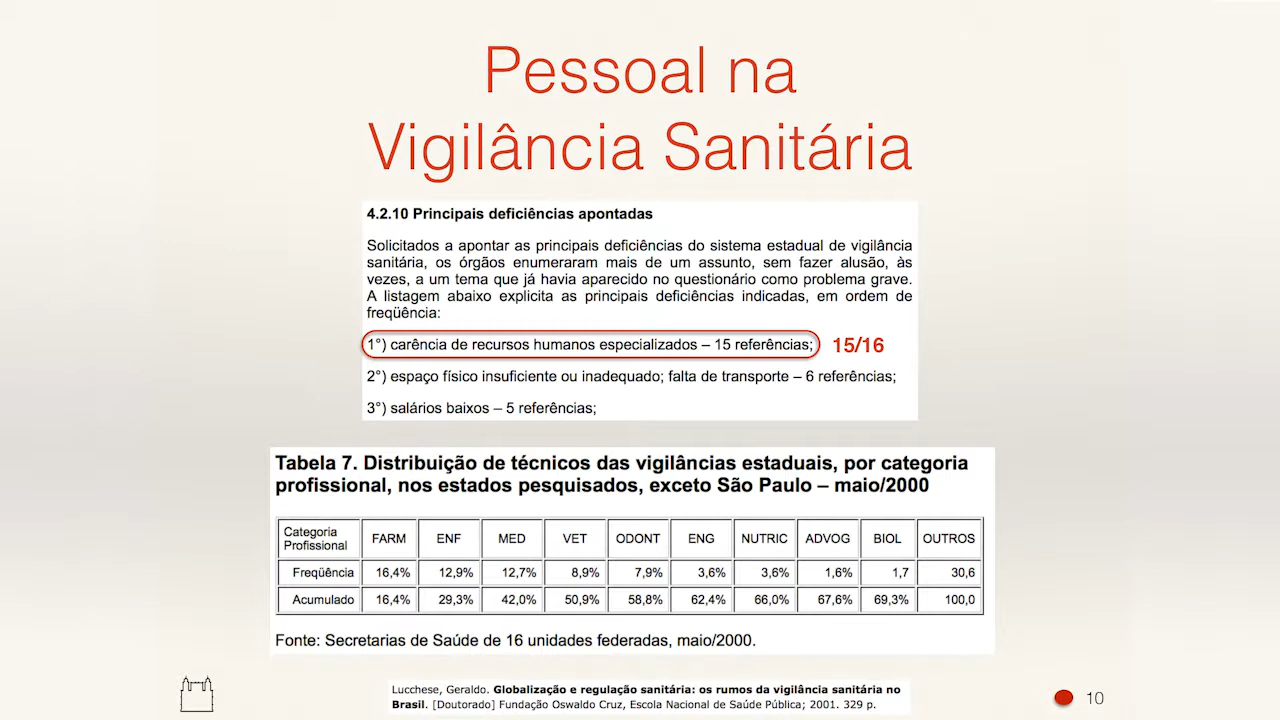 Pessoal na
Vigilância Sanitária
4.2.10 Principais deficiências apontadas
Solicitados a apontar as principais deficiências do sistema estadual de vigilância
sanitária, os órgãos enumeraram mais de um assunto, sem fazer alusão, às
vezes, a um tema que já havia aparecido no questionário como problema grave.
A listagem abaixo explicita as principais deficiências indicadas, em ordem de
freqüência:
1°) carência de recursos humanos especializados – 15 referências; 15/16
2°) espaço físico insuficiente ou inadequado; falta de transporte – 6 referências;
3°) salários baixos – 5 referências;
Tabela 7. Distribuição de técnicos das vigilâncias estaduais, por categoria
profissional, nos estados pesquisados, exceto São Paulo – maio/2000
Categoria Profissional FARM ENF MED VET ODONT ENG NUTRIC ADVOG BIOL OUTROS
Freqüência 16,4% 12,9% 12,7% 8,9% 7,9% 3,6% 3,6% 1,6% 1,7 30,6
Acumulado 16,4% 29,3% 42,0% 50,9% 58,8% 62,4% 66,0% 67,6% 69,3% 100,0
Fonte: Secretarias de Saúde de 16 unidades federadas, maio/2000.
Lucchese, Geraldo. Globalização e regulação sanitária: os rumos da vigilância sanitária no
Brasil. [Doutorado] Fundação Oswaldo Cruz, Escola Nacional de Saúde Pública; 2001. 329 p.
10